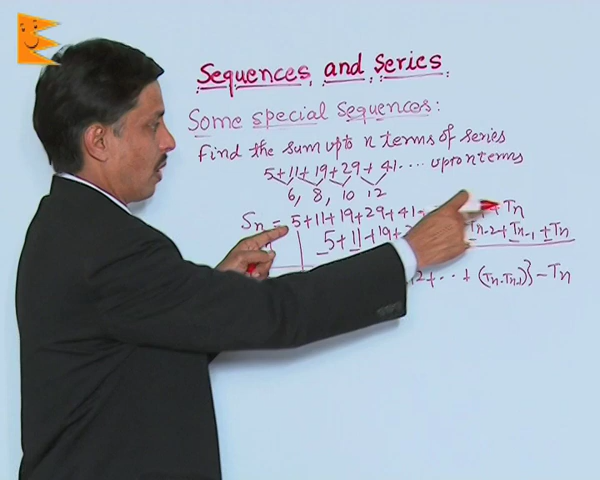 Sequences and Series
Some special Sequences:
Find the sum upto n terms of series
5+11+19+29+41.... upto n terms
6, 8, 10 12
Sn = 5+11+19+29+41+ + Tn
5+11+19+ Tn-2+Tn-1+Tn
2+..+ (Tn-Tn-1)}-Tn